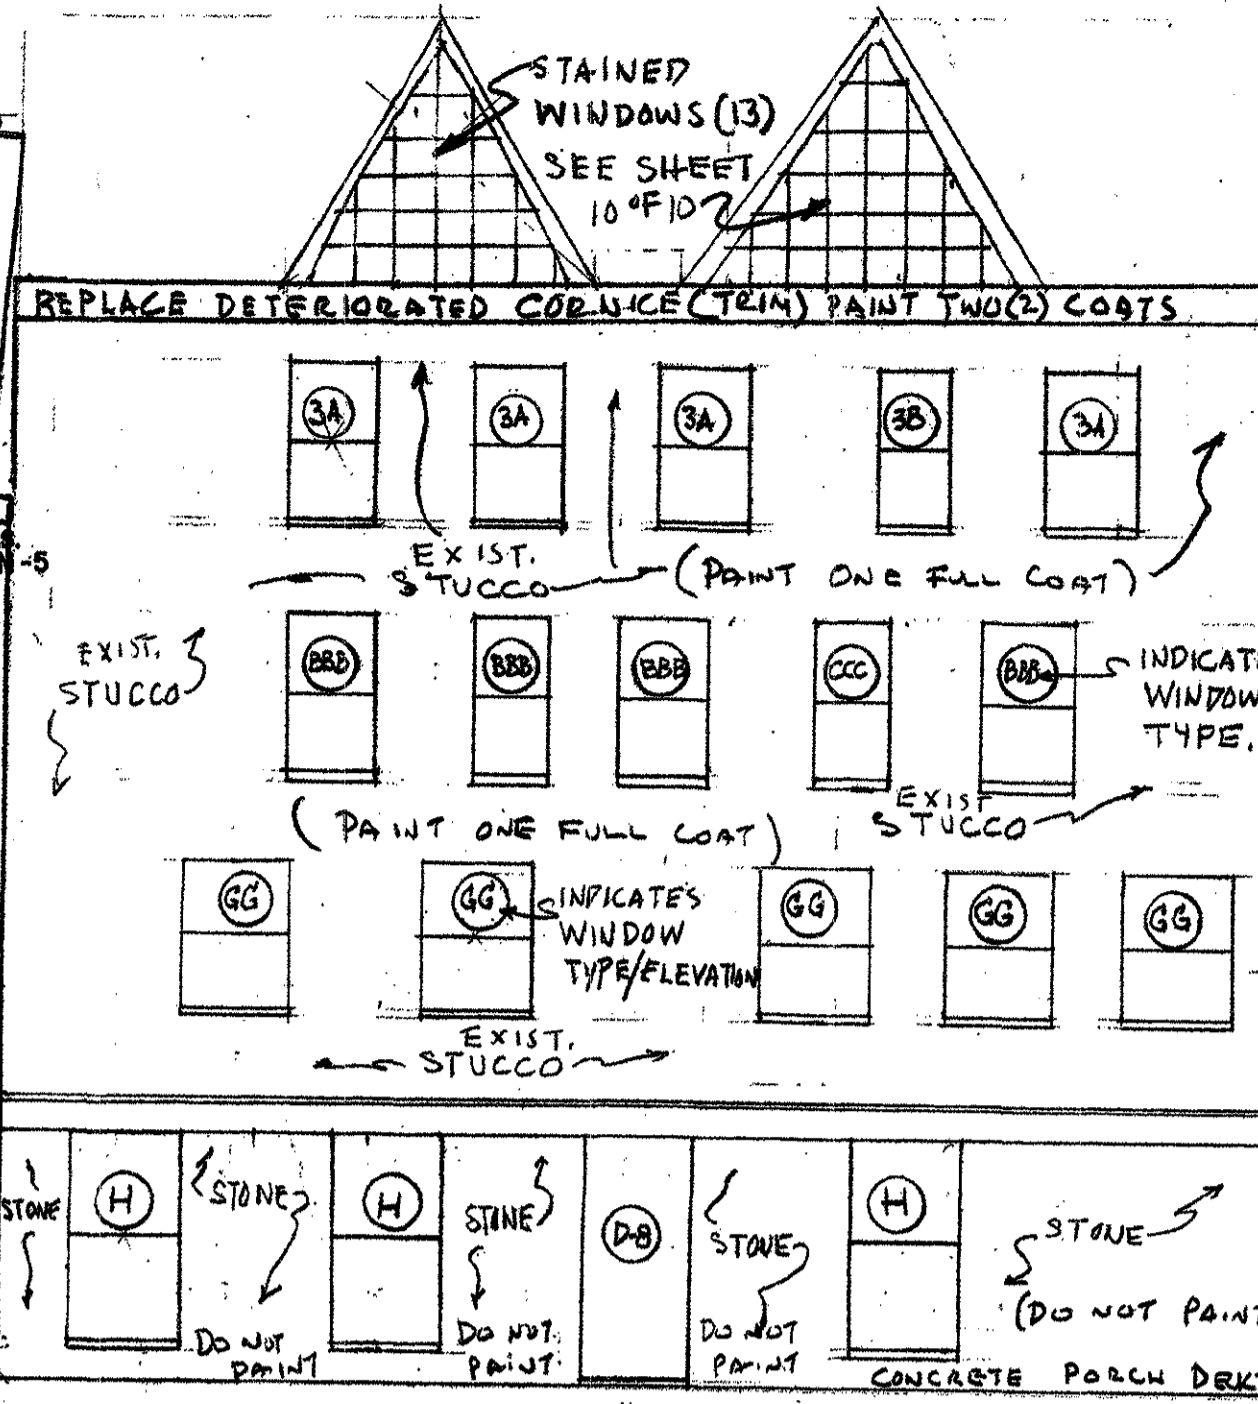 STAINED
WINDOWS (13)
SEE SHEET
10 OF 10
REPLACE DETERIORATED CORNICE (TRIM) PAINT TWO(2) COATS
3A 3A 3A 3B 3A
-5
EXIST.
STUCCO
(PAINT ONE FULL COAT)
EXIST.
STUCCO
BBB BBB BBB CCC BBB
INDICATE
WINDOW
TYPE.
(PAINT ONE FULL COAT)
EXIST
STUCCO
GG GG GG GG GG
INDICATES
WINDOW
TYPE/ELEVATION
EXIST.
STUCCO
STONE
H
STONE
DO NOT
PAINT
H
STONE
DO NOT
PAINT
D-8
STONE
DO NOT
PAINT
H
STONE
(DO NOT PAINT
CONCRETE PORCH DECK